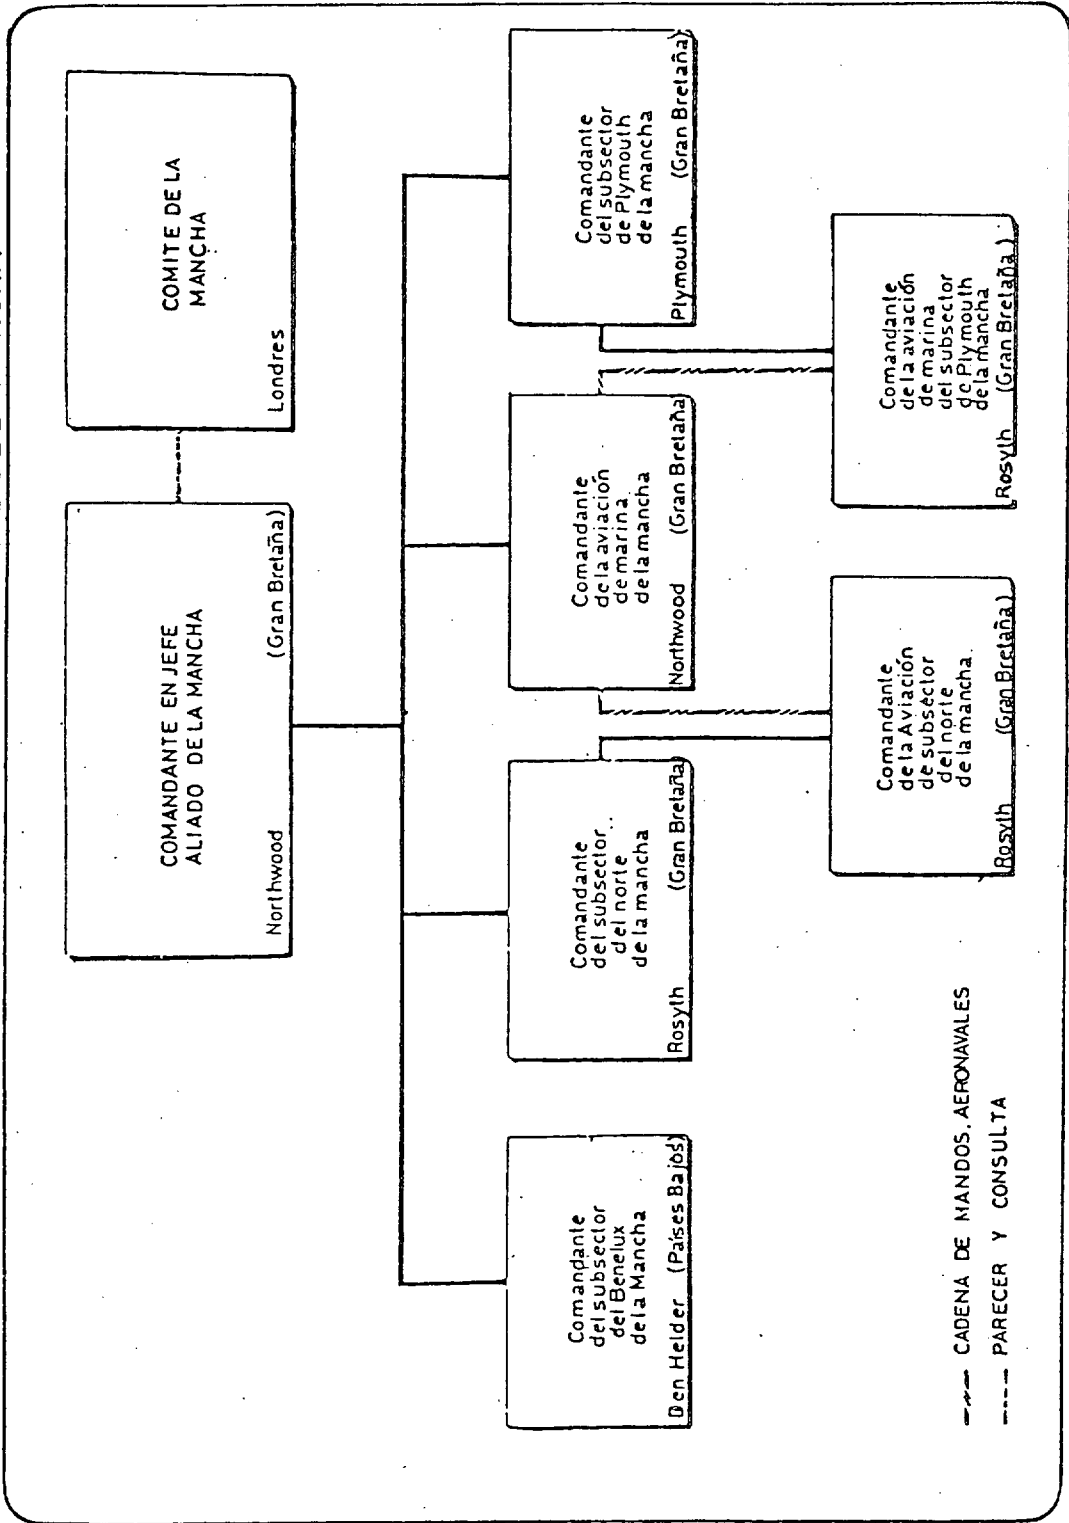 COMANDANTE EN JEFE
ALIADO DE LA MANCHA
Northwood (Gran Bretaña)
COMITE DE LA
MANCHA
Londres
Comandante
del subsector
del Benelux
de la Mancha
Den Helder (Países Bajos)
Comandante
del subsector
del norte
de la mancha
Rosyth (Gran Bretaña)
Comandante
de la aviación
de marina
de la mancha
Northwood (Gran Bretaña)
Comandante
del subsector
de Plymouth
de la mancha
Plymouth (Gran Bretaña)
Comandante
de la Aviación
de subsector
del norte
de la mancha.
Rosyth (Gran Bretaña)
Comandante
de la aviación
de marina
del subsector
de Plymouth
de la mancha
Rosyth (Gran Bretaña)
CADENA DE MANDOS, AERONAVALES
PARECER Y CONSULTA